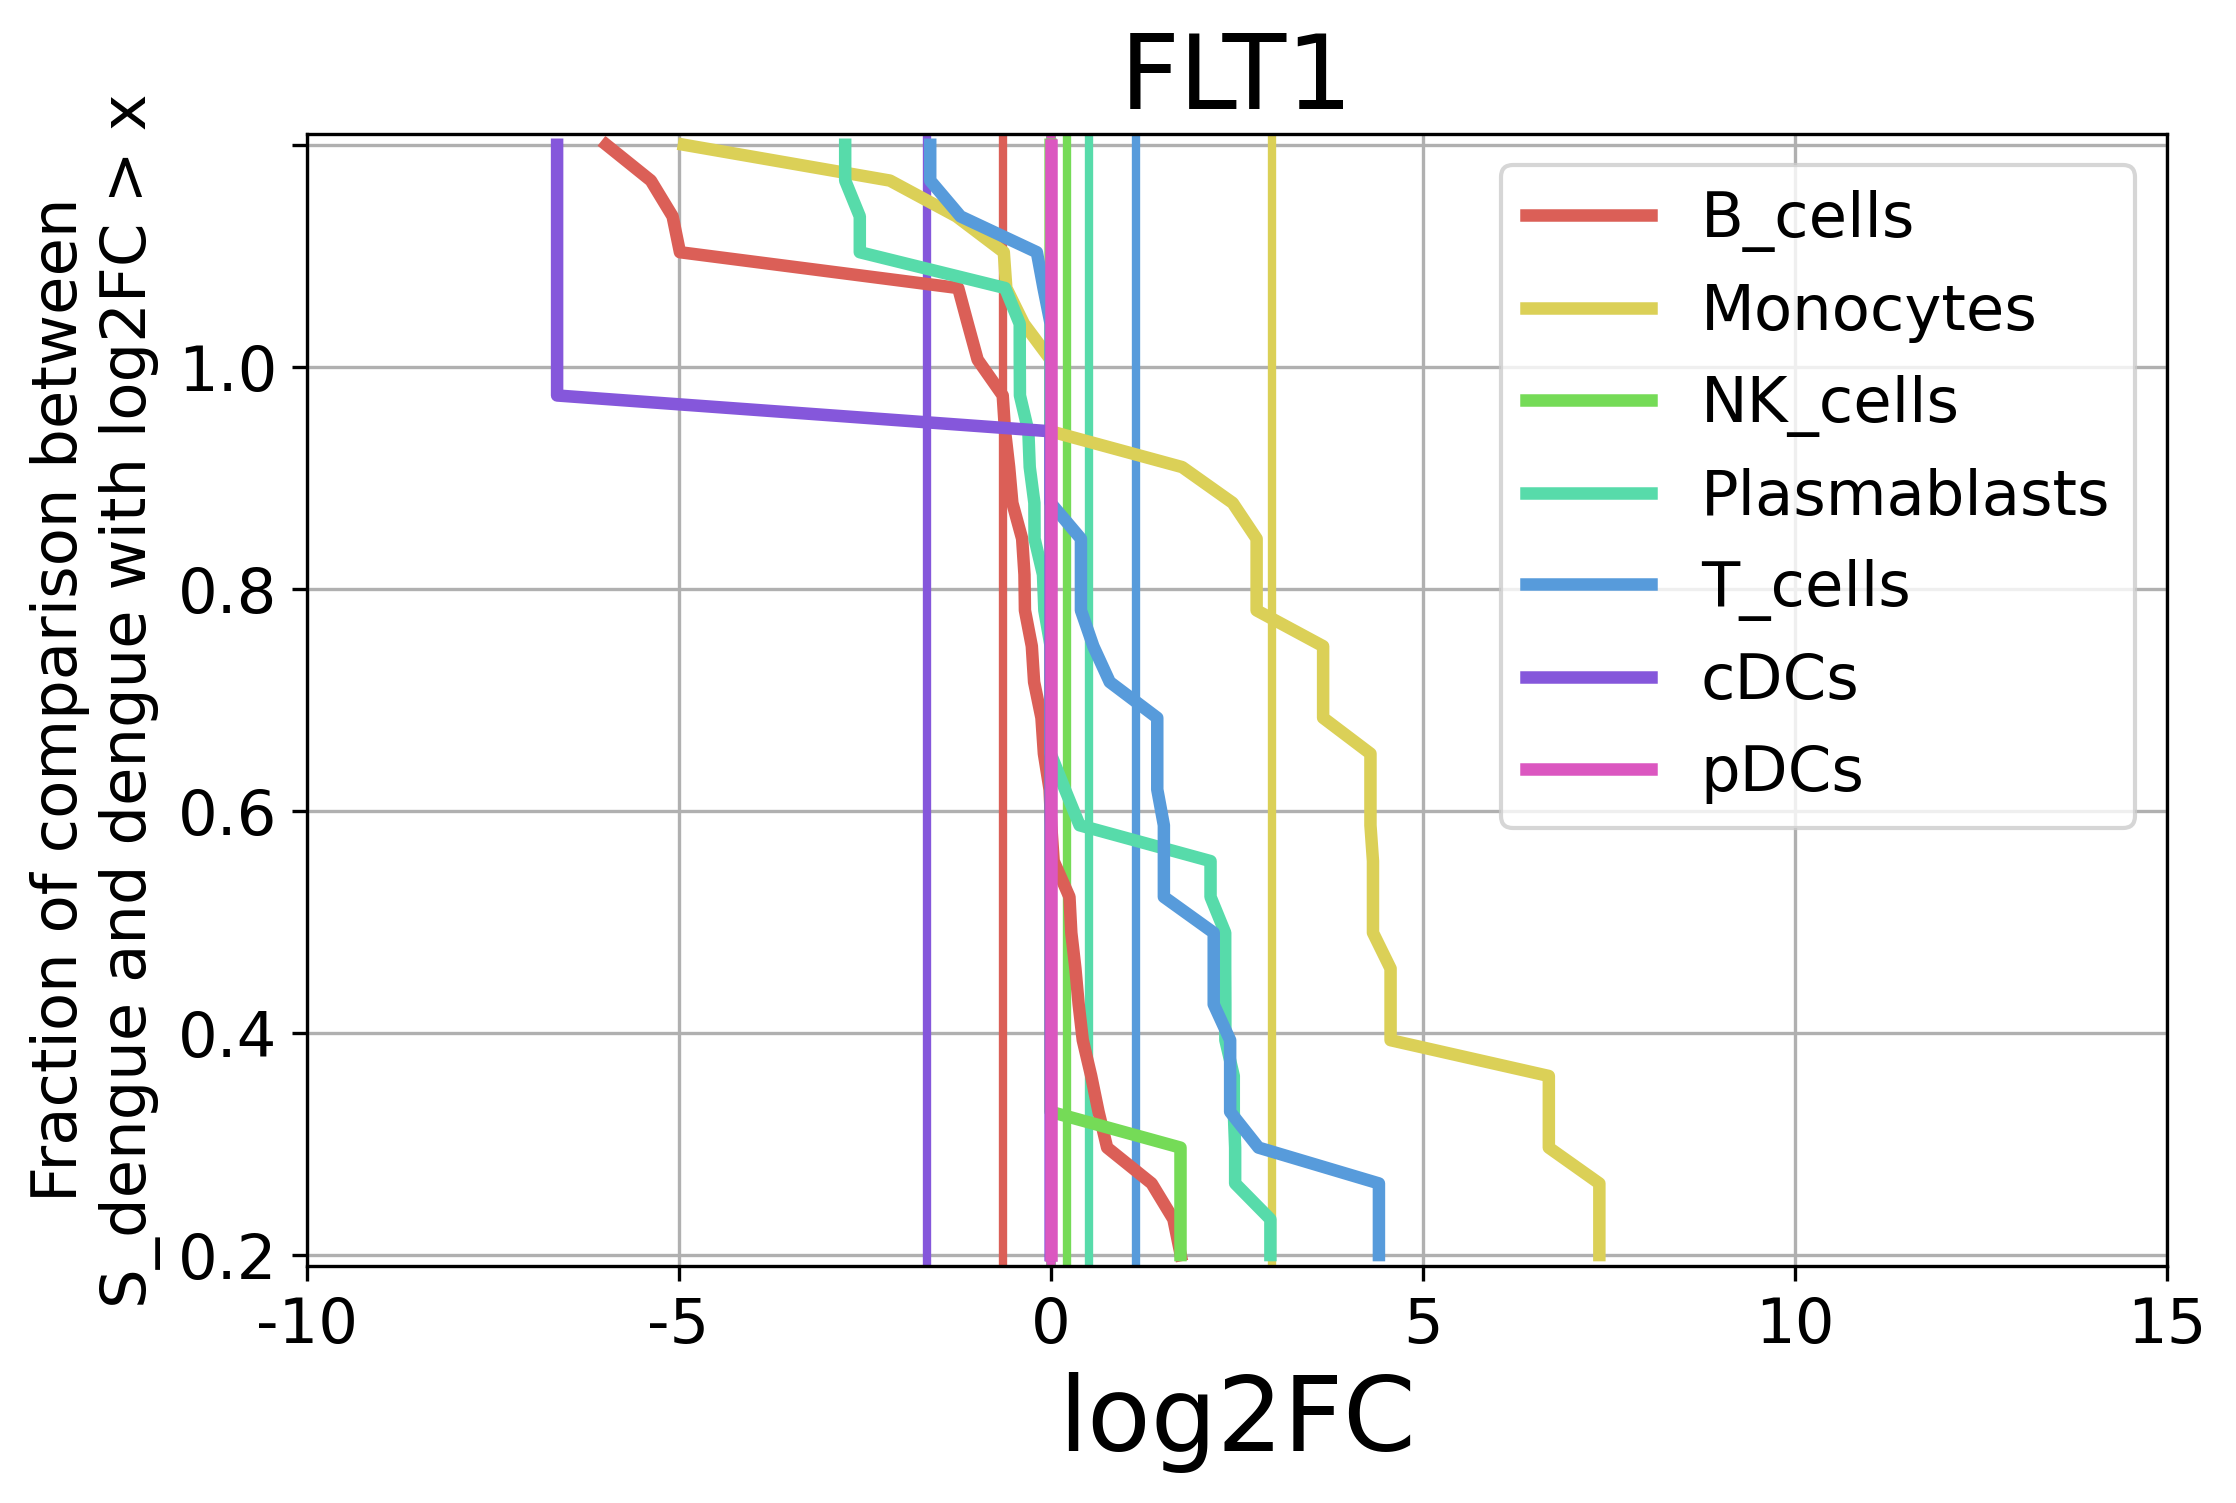 FLT1
Fraction of comparison between
S_dengue and dengue with log2FC > x
1.0
0.8
0.6
0.4
0.2
B_cells
Monocytes
NK_cells
Plasmablasts
T_cells
cDCs
pDCs
-10 -5 0 5 10 15
log2FC